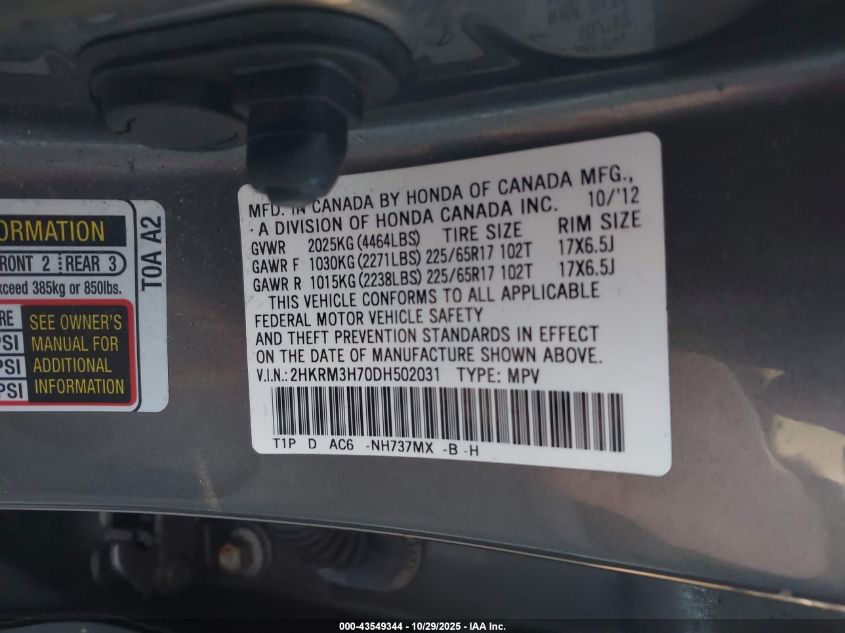 MFD. IN CANADA BY HONDA OF CANADA MFG.,
A DIVISION OF HONDA CANADA INC. 10/'12
GVWR 2025KG (4464LBS) TIRE SIZE RIM SIZE
GAWR F 1030KG (2271LBS) 225/65R17 102T 17X6.5J
GAWR R 1015KG (2238LBS) 225/65R17 102T 17X6.5J
THIS VEHICLE CONFORMS TO ALL APPLICABLE
FEDERAL MOTOR VEHICLE SAFETY
AND THEFT PREVENTION STANDARDS IN EFFECT
ON THE DATE OF MANUFACTURE SHOWN ABOVE.
V.I.N.: 2HKRM3H70DH502031 TYPE: MPV
T1P D AC6 -NH737MX -B -H
ORMATION
FRONT 2 REAR 3
xceed 385kg or 850lbs.
RE SEE OWNER'S
PSI MANUAL FOR
PSI ADDITIONAL
PSI INFORMATION
T0A A2
000-43549344 | 10/29/2025 - IAA Inc.